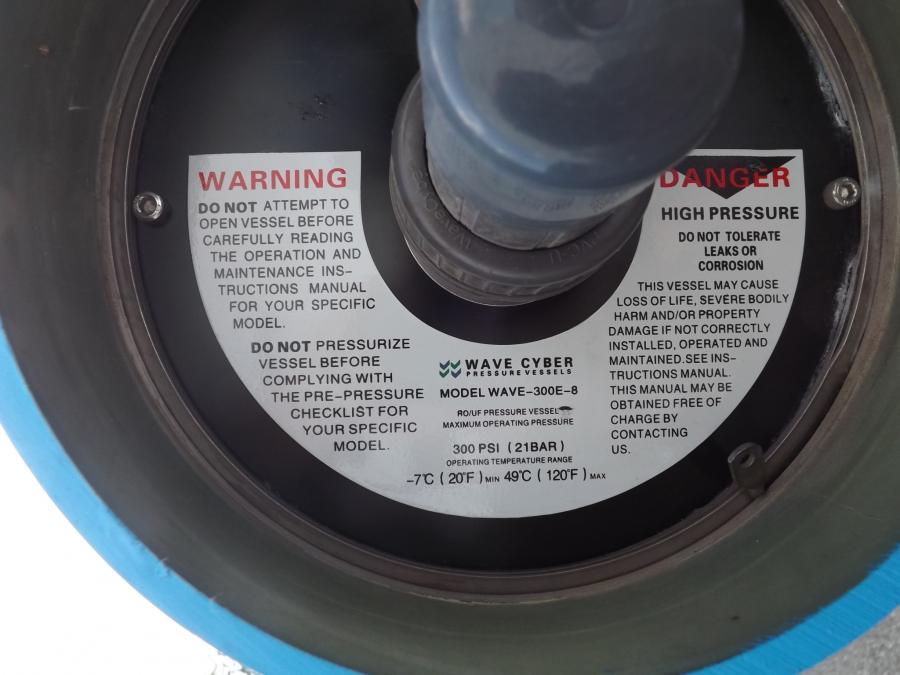 WARNING
DO NOT ATTEMPT TO
OPEN VESSEL BEFORE
CAREFULLY READING
THE OPERATION AND
MAINTENANCE INS-
TRUCTIONS MANUAL
FOR YOUR SPECIFIC
MODEL.
DO NOT PRESSURIZE
VESSEL BEFORE
COMPLYING WITH
THE PRE-PRESSURE
CHECKLIST FOR
YOUR SPECIFIC
MODEL.
WAVE CYBER
PRESSURE VESSELS
MODEL WAVE-300E-8
RO/UF PRESSURE VESSEL
MAXIMUM OPERATING PRESSURE
300 PSI (21BAR)
OPERATING TEMPERATURE RANGE
-7℃ (20°F) MIN 49℃ (120°F) MAX
DANGER
HIGH PRESSURE
DO NOT TOLERATE
LEAKS OR
CORROSION
THIS VESSEL MAY CAUSE
LOSS OF LIFE, SEVERE BODILY
HARM AND/OR PROPERTY
DAMAGE IF NOT CORRECTLY
INSTALLED, OPERATED AND
MAINTAINED.SEE INS-
TRUCTIONS MANUAL.
THIS MANUAL MAY BE
OBTAINED FREE OF
CHARGE BY
CONTACTING
US.